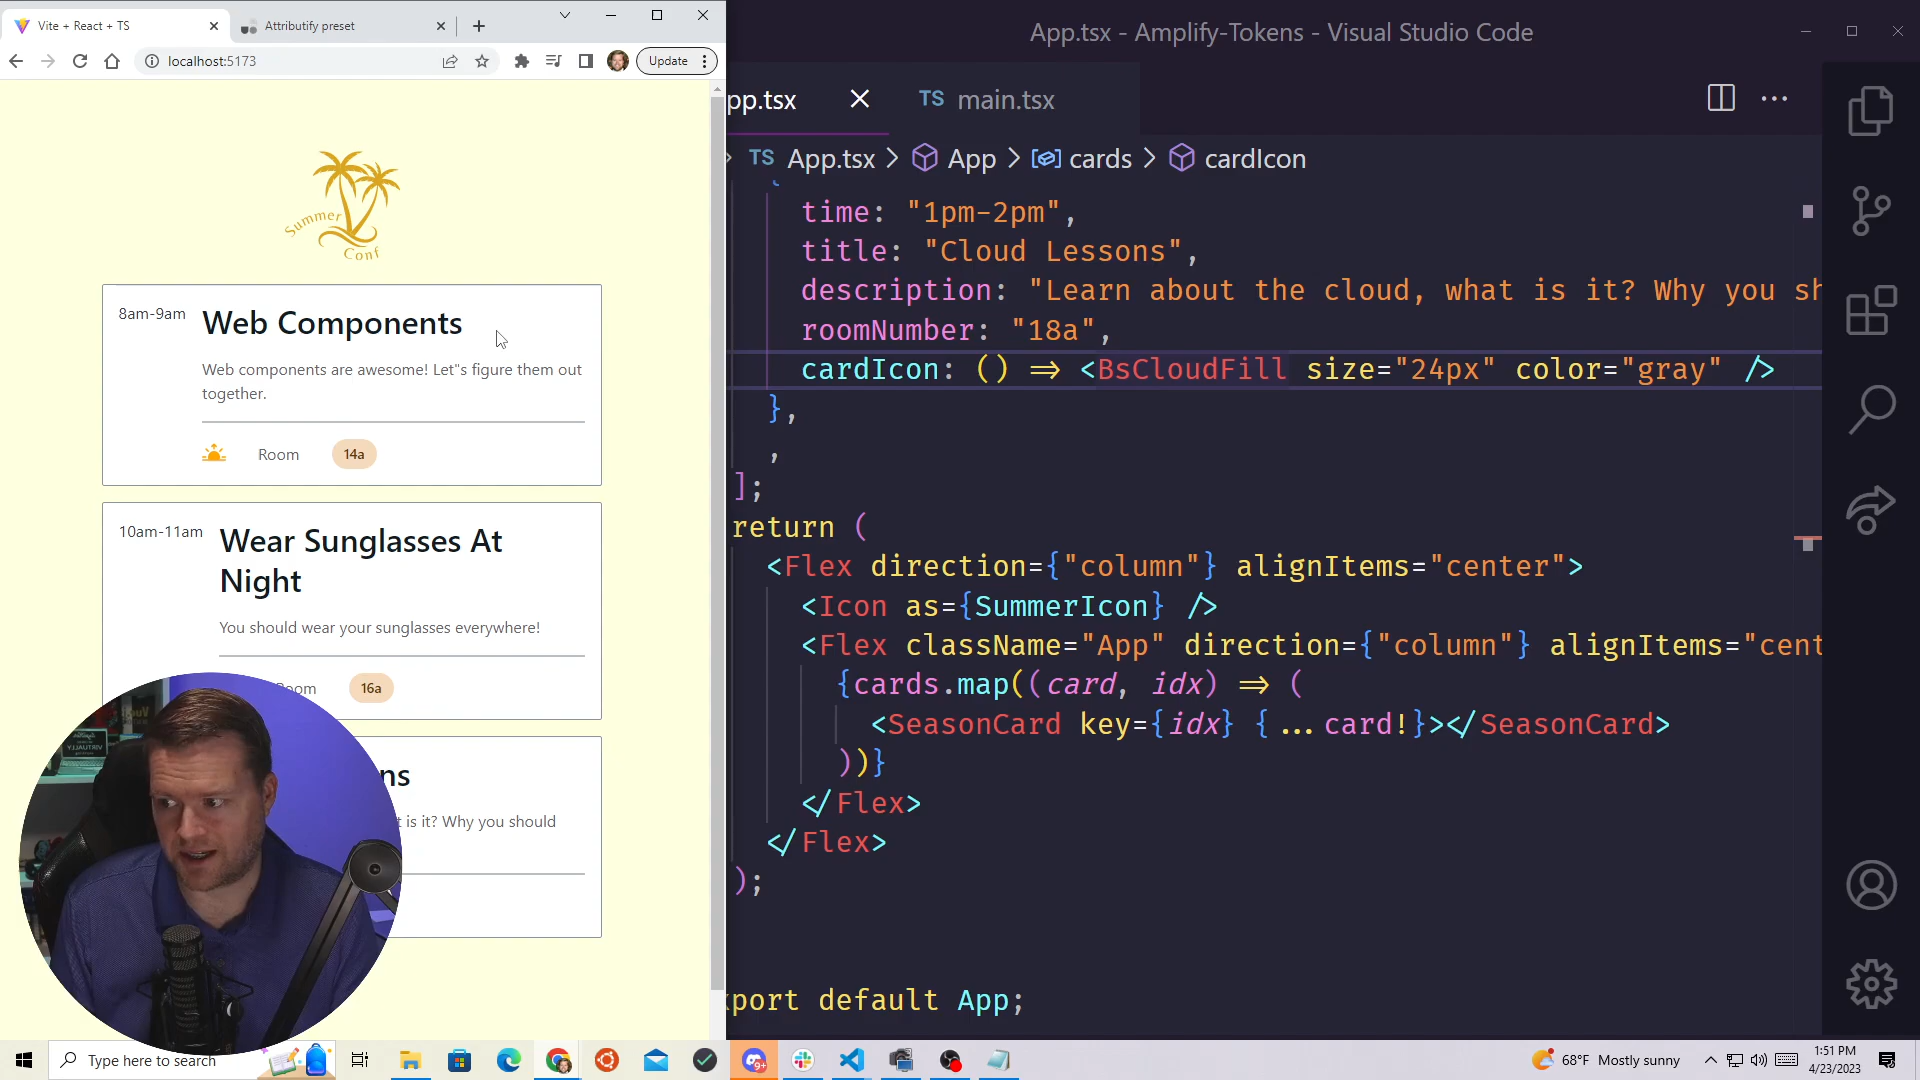 Vite + React + TS
Attributify preset
localhost:5173
Update
Summer
Conf
8am-9am
Web Components
Web components are awesome! Let"s figure them out
together.
Room
14a
10am-11am
Wear Sunglasses At
Night
You should wear your sunglasses everywhere!
oom
16a
ns
t is it? Why you should
App.tsx - Amplify-Tokens - Visual Studio Code
pp.tsx
TS main.tsx
TS App.tsx > App > cards > cardIcon
{
time: "1pm-2pm",
title: "Cloud Lessons",
description: "Learn about the cloud, what is it? Why you sh
roomNumber: "18a",
cardIcon: () => <BsCloudFill size="24px" color="gray" />
},
,
];
return (
<Flex direction={"column"} alignItems="center">
<Icon as={SummerIcon} />
<Flex className="App" direction={"column"} alignItems="cent
{cards.map((card, idx) => (
<SeasonCard key={idx} {...card!}></SeasonCard>
))}
</Flex>
</Flex>
);
port default App;
Type here to search
9+
68°F Mostly sunny
1:51 PM
4/23/2023